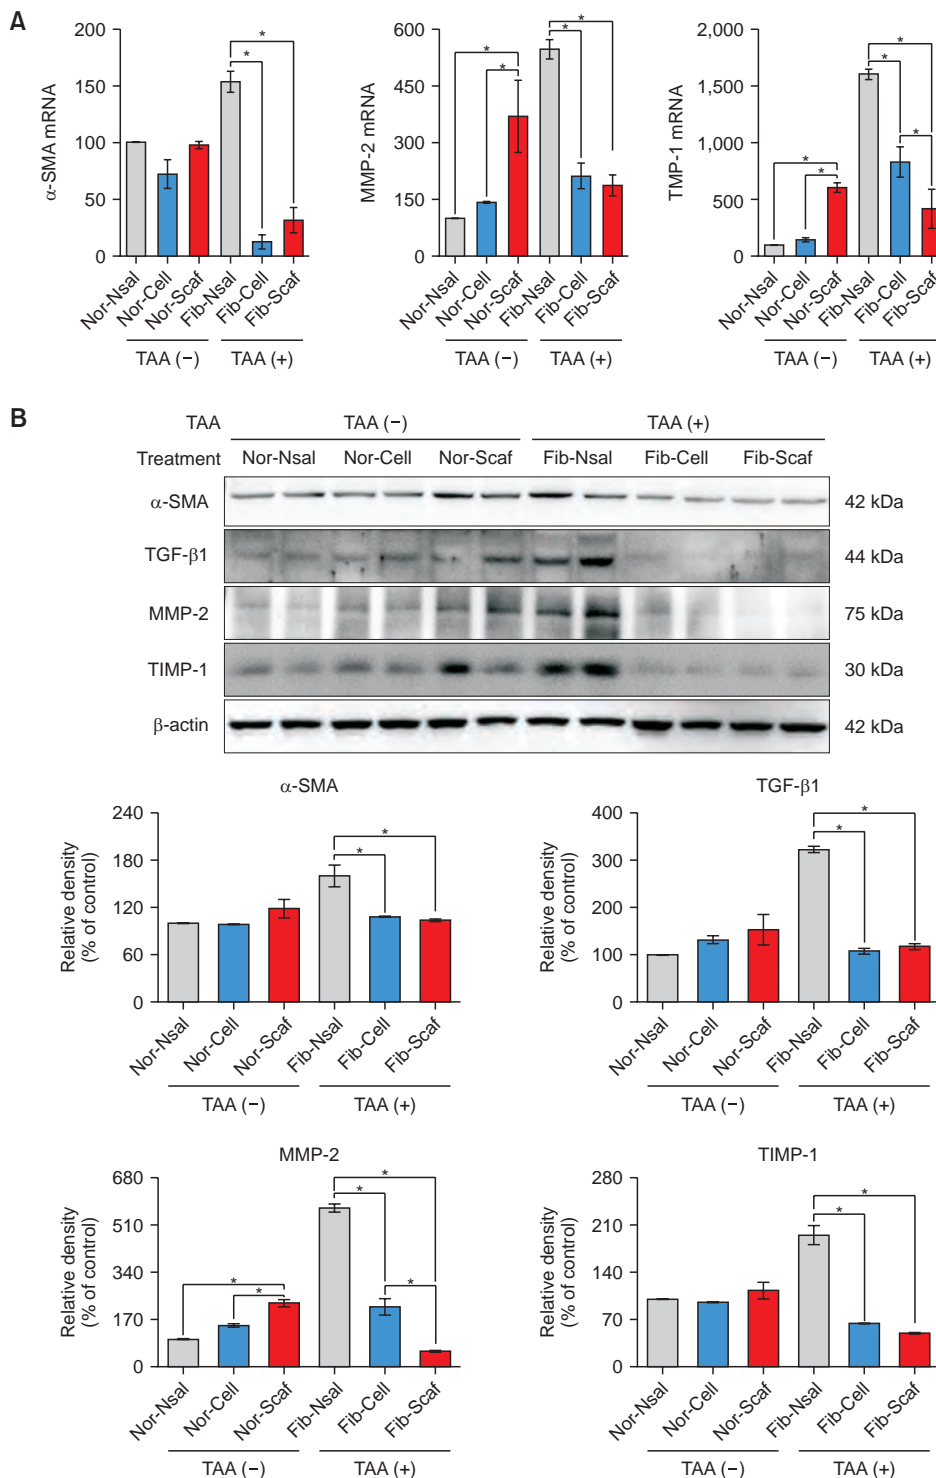 A
α-SMA mRNA
200
150
100
50
0
*
*
Nor-Nsal
Nor-Cell
Nor-Scaf
Fib-Nsal
Fib-Cell
Fib-Scaf
TAA (−)
TAA (+)
MMP-2 mRNA
600
450
300
150
0
*
*
*
*
Nor-Nsal
Nor-Cell
Nor-Scaf
Fib-Nsal
Fib-Cell
Fib-Scaf
TAA (−)
TAA (+)
TMP-1 mRNA
2,000
1,500
1,000
500
0
*
*
*
*
*
Nor-Nsal
Nor-Cell
Nor-Scaf
Fib-Nsal
Fib-Cell
Fib-Scaf
TAA (−)
TAA (+)
B
TAA TAA (−) TAA (+)
Treatment Nor-Nsal Nor-Cell Nor-Scaf Fib-Nsal Fib-Cell Fib-Scaf
α-SMA 42 kDa
TGF-β1 44 kDa
MMP-2 75 kDa
TIMP-1 30 kDa
β-actin 42 kDa
α-SMA
Relative density
(% of control)
240
180
120
60
0
*
*
Nor-Nsal
Nor-Cell
Nor-Scaf
Fib-Nsal
Fib-Cell
Fib-Scaf
TAA (−)
TAA (+)
TGF-β1
Relative density
(% of control)
400
300
200
100
0
*
*
Nor-Nsal
Nor-Cell
Nor-Scaf
Fib-Nsal
Fib-Cell
Fib-Scaf
TAA (−)
TAA (+)
MMP-2
Relative density
(% of control)
680
510
340
170
0
*
*
*
*
*
Nor-Nsal
Nor-Cell
Nor-Scaf
Fib-Nsal
Fib-Cell
Fib-Scaf
TAA (−)
TAA (+)
TIMP-1
Relative density
(% of control)
280
210
140
70
0
*
*
Nor-Nsal
Nor-Cell
Nor-Scaf
Fib-Nsal
Fib-Cell
Fib-Scaf
TAA (−)
TAA (+)